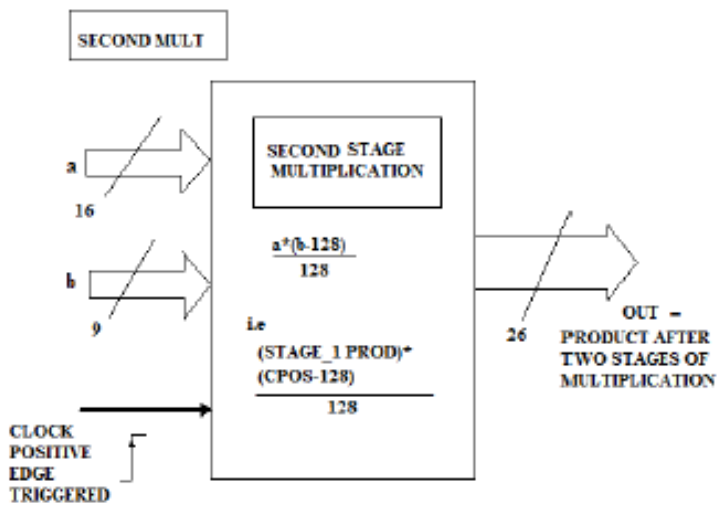 SECOND MULT
a
16
b
9
CLOCK
POSITIVE
EDGE
TRIGGERED
SECOND STAGE
MULTIPLICATION
a*(b-128)
128
i.e
(STAGE_1 PROD)*
(CPOS-128)
128
26
OUT =
PRODUCT AFTER
TWO STAGES OF
MULTIPLICATION